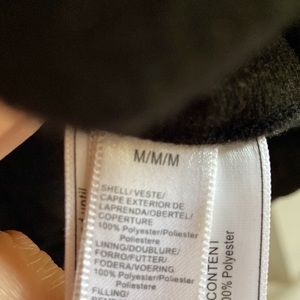 M/M/M
SHELL/VESTE/
CAPE EXTERIOR DE
LAPRENDA/OBERTEL/
COPERTURE
100% Polyester/Poliester
Poliestere
LINING/DOUBLURE/
FORRO/FUTTER/
FODERA/VOERING
100% Polyester/Poliester
Poliestere
FILLING/
CONTENT
00% Polyester